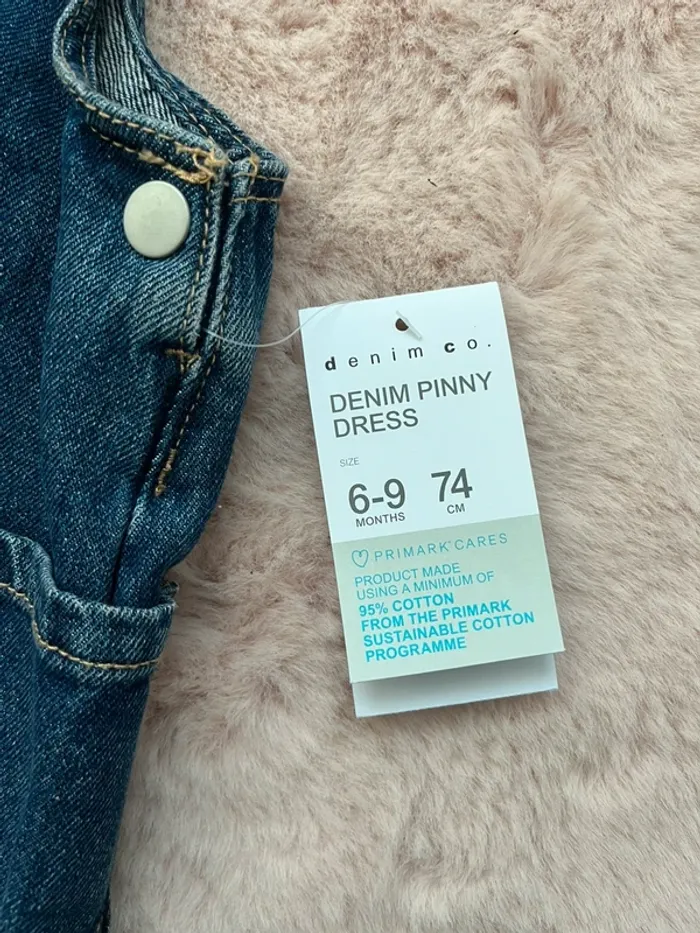 denim co.
DENIM PINNY
DRESS
SIZE
6-9 74
MONTHS CM
PRIMARK CARES
PRODUCT MADE
USING A MINIMUM OF
95% COTTON
FROM THE PRIMARK
SUSTAINABLE COTTON
PROGRAMME